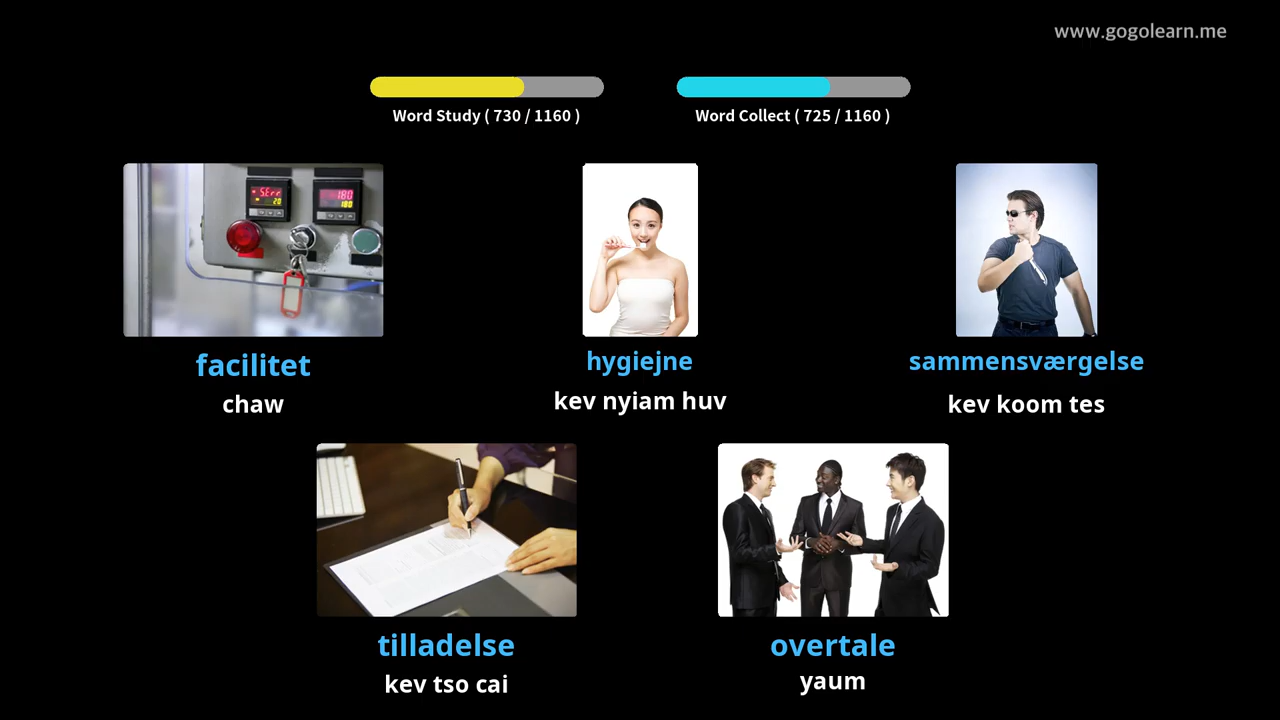 www.gogolearn.me
Word Study ( 730 / 1160 )
Word Collect ( 725 / 1160 )
facilitet
chaw
hygiejne
kev nyiam huv
sammensværgelse
kev koom tes
tilladelse
kev tso cai
overtale
yaum